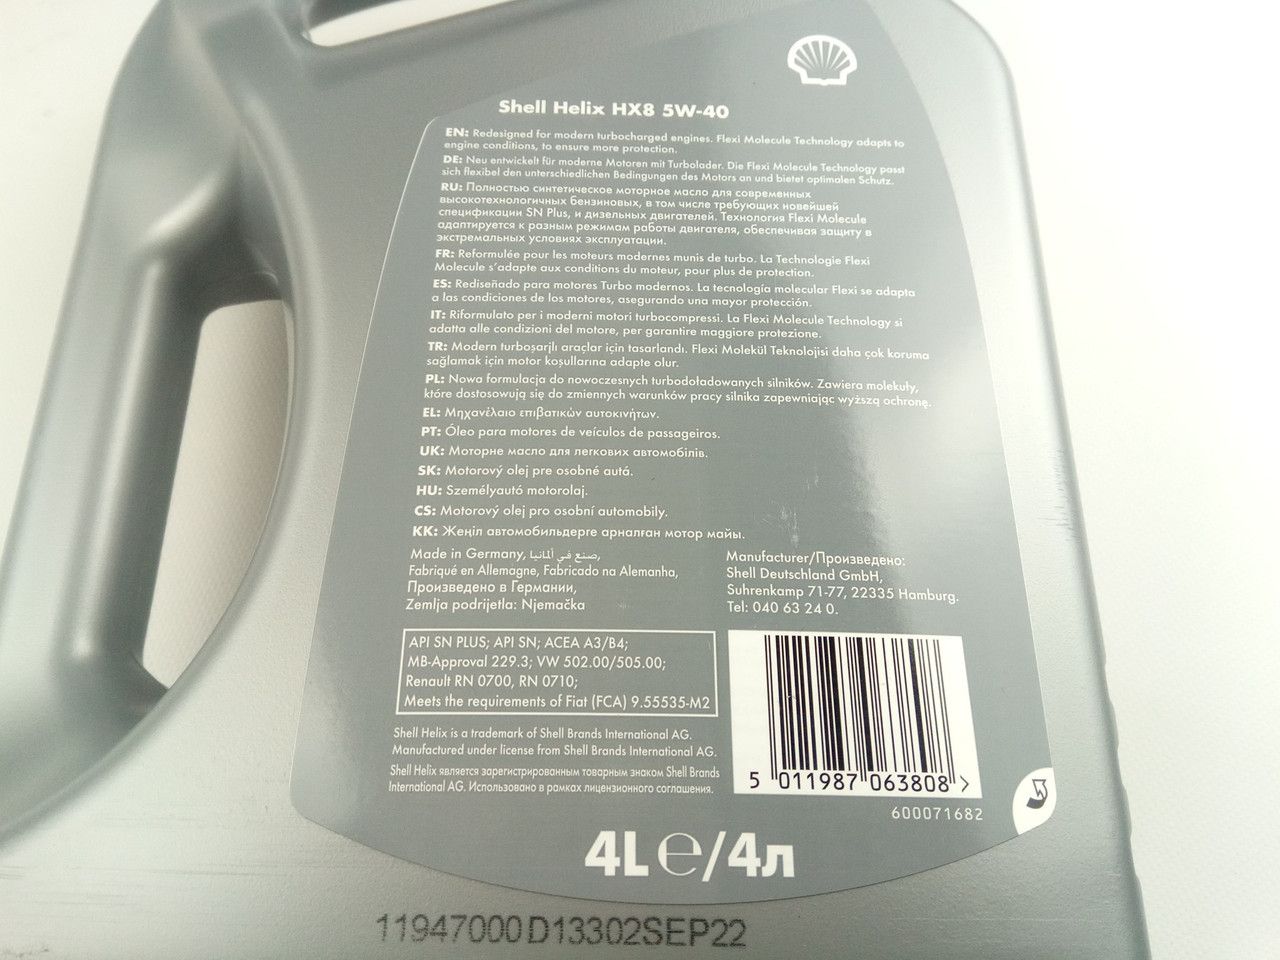 Shell Helix HX8 5W-40
EN: Redesigned for modern turbocharged engines. Flexi Molecule Technology adapts to
engine conditions, to ensure more protection.
DE: Neu entwickelt für moderne Motoren mit Turbolader. Die Flexi Molecule Technology passt
sich flexibel den unterschiedlichen Bedingungen des Motors an und bietet optimalen Schutz.
RU: Полностью синтетическое моторное масло для современных
высокотехнологичных бензиновых, в том числе требующих новейшей
спецификации SN Plus, и дизельных двигателей. Технология Flexi Molecule
адаптируется к разным режимам работы двигателя, обеспечивая защиту в
экстремальных условиях эксплуатации.
FR: Reformulée pour les moteurs modernes munis de turbo. La Technologie Flexi
Molecule s'adapte aux conditions du moteur, pour plus de protection.
ES: Rediseñado para motores Turbo modernos. La tecnología molecular Flexi se adapta
a las condiciones de los motores, asegurando una mayor protección.
IT: Riformulato per i moderni motori turbocompressi. La Flexi Molecule Technology si
adatta alle condizioni del motore, per garantire maggiore protezione.
TR: Modern turboşarjlı araçlar için tasarlandı. Flexi Molekül Teknolojisi daha çok koruma
sağlamak için motor koşullarına adapte olur.
PL: Nowa formulacja do nowoczesnych turbodoładowanych silników. Zawiera molekuły,
które dostosowują się do zmiennych warunków pracy silnika zapewniając wyższą ochronę.
EL: Μηχανέλαιο επιβατικών αυτοκινήτων.
PT: Óleo para motores de veículos de passageiros.
UK: Моторне масло для легкових автомобілів.
SK: Motorový olej pre osobné autá.
HU: Személyautó motorolaj.
CS: Motorový olej pro osobní automobily.
KK: Жеңіл автомобильдерге арналған мотор майы.
Made in Germany, صنع في ألمانيا,
Fabriqué en Allemagne, Fabricado na Alemanha,
Произведено в Германии,
Zemlja podrijetla: Njemačka
Manufacturer/Произведено:
Shell Deutschland GmbH,
Suhrenkamp 71-77, 22335 Hamburg.
Tel: 040 63 24 0.
API SN PLUS; API SN; ACEA A3/B4;
MB-Approval 229.3; VW 502.00/505.00;
Renault RN 0700, RN 0710;
Meets the requirements of Fiat (FCA) 9.55535-M2
Shell Helix is a trademark of Shell Brands International AG.
Manufactured under license from Shell Brands International AG.
Shell Helix является зарегистрированным товарным знаком Shell Brands
International AG. Использовано в рамках лицензионного соглашения.
5 011987 063808 >
600071682
4L ℮/4л
11947000D13302SEP22